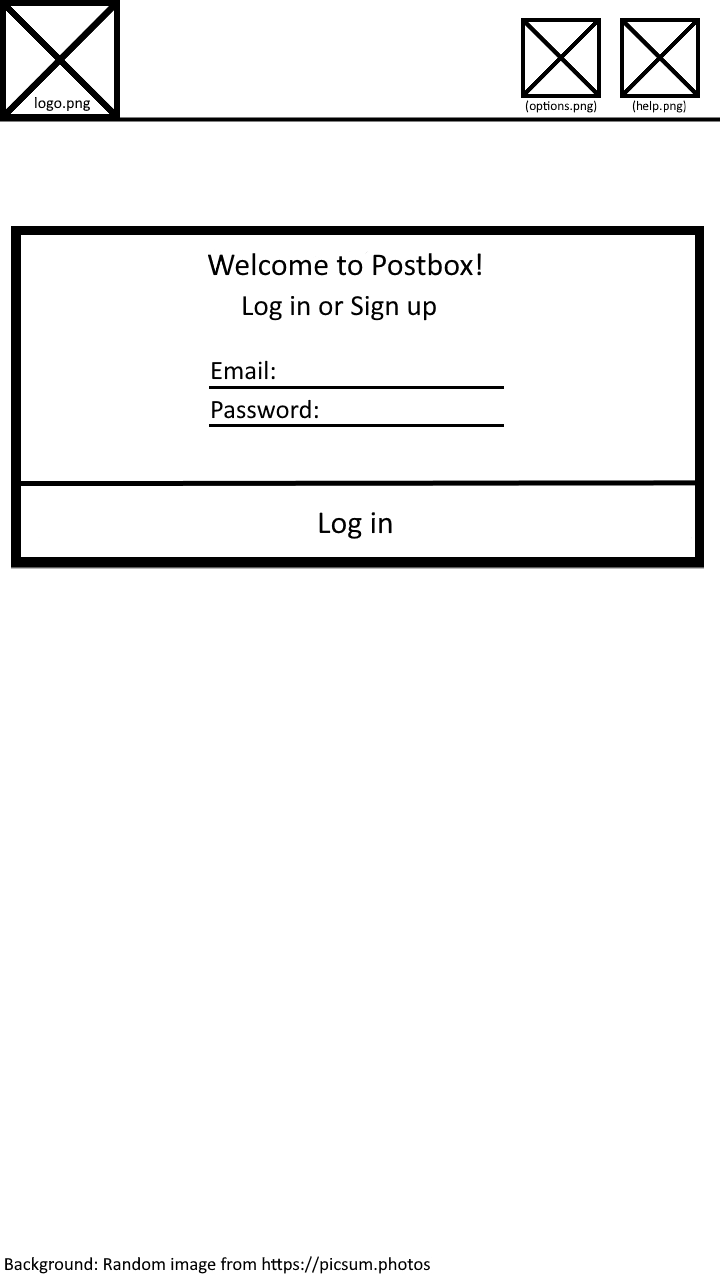 logo.png
(options.png)
(help.png)
Welcome to Postbox!
Log in or Sign up
Email:
Password:
Log in
Background: Random image from https://picsum.photos